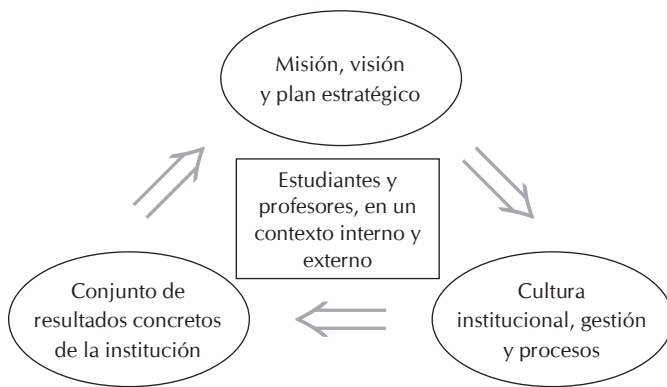 Misión, visión
y plan estratégico
Estudiantes y
profesores, en un
contexto interno y
externo
Conjunto de
resultados concretos
de la institución
Cultura
institucional, gestión
y procesos